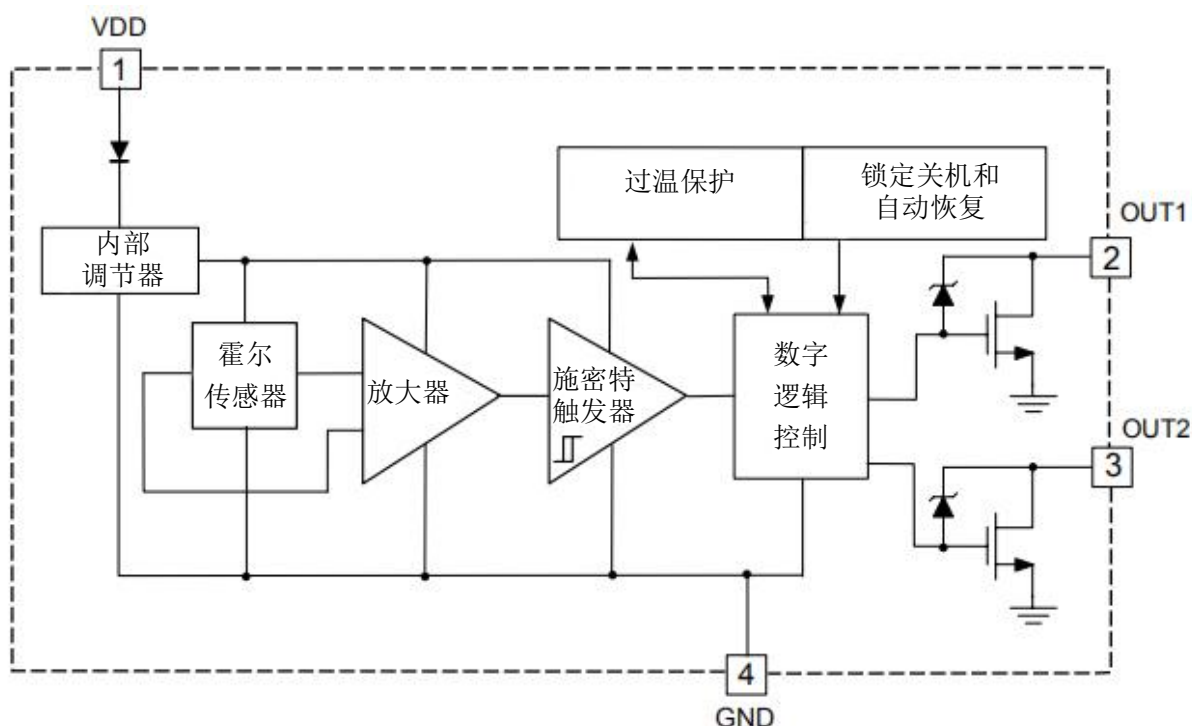 VDD
1
过温保护
锁定关机和
自动恢复
OUT1
2
内部
调节器
霍尔
传感器
放大器
施密特
触发器
数字
逻辑
控制
OUT2
3
4
GND